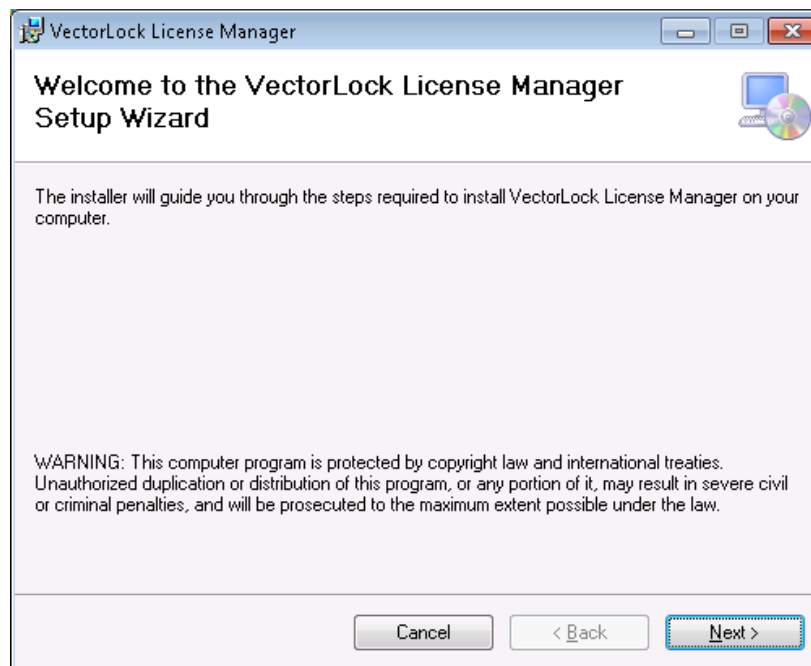 VectorLock License Manager
Welcome to the VectorLock License Manager
Setup Wizard
The installer will guide you through the steps required to install VectorLock License Manager on your
computer.
WARNING: This computer program is protected by copyright law and international treaties.
Unauthorized duplication or distribution of this program, or any portion of it, may result in severe civil
or criminal penalties, and will be prosecuted to the maximum extent possible under the law.
Cancel < Back Next >